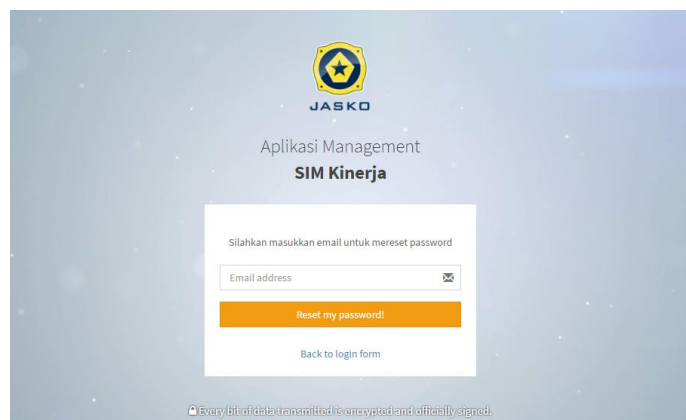 JASKO
Aplikasi Management
SIM Kinerja
Silahkan masukkan email untuk mereset password
Email address
Reset my password!
Back to login form
Every bit of data transmitted is encrypted and officially signed.